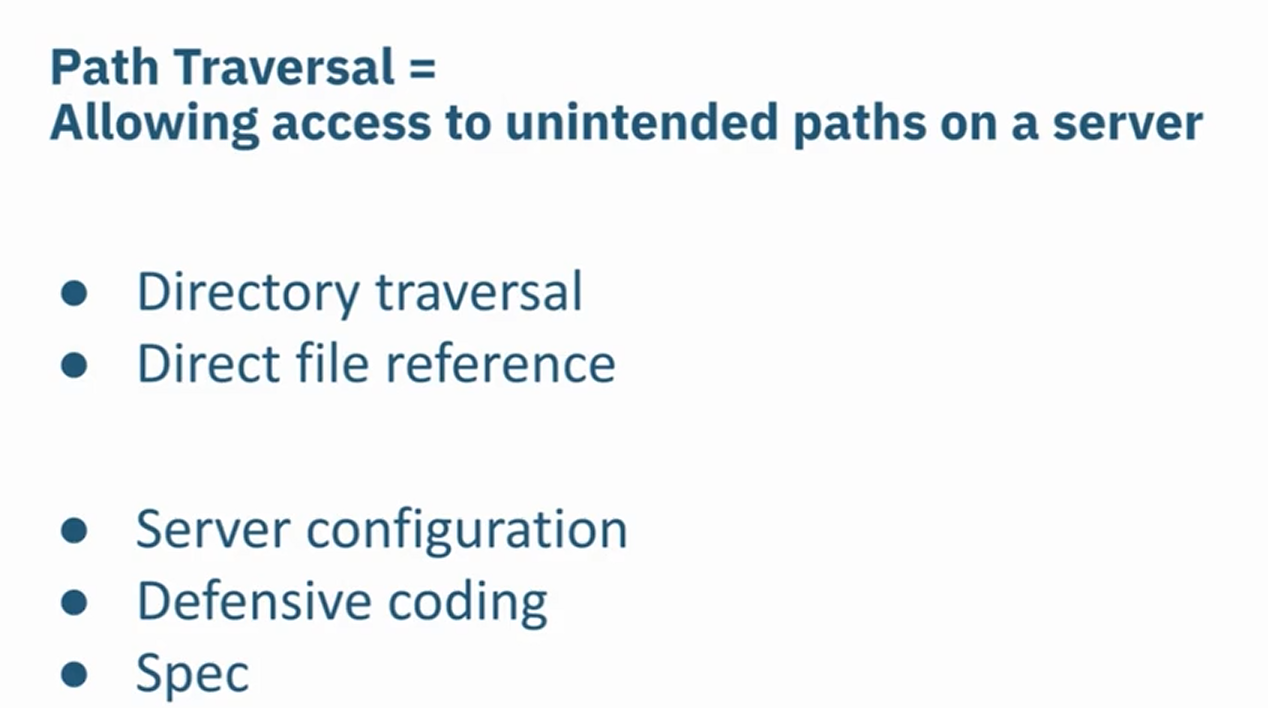 Path Traversal =
Allowing access to unintended paths on a server
● Directory traversal
● Direct file reference
● Server configuration
● Defensive coding
● Spec